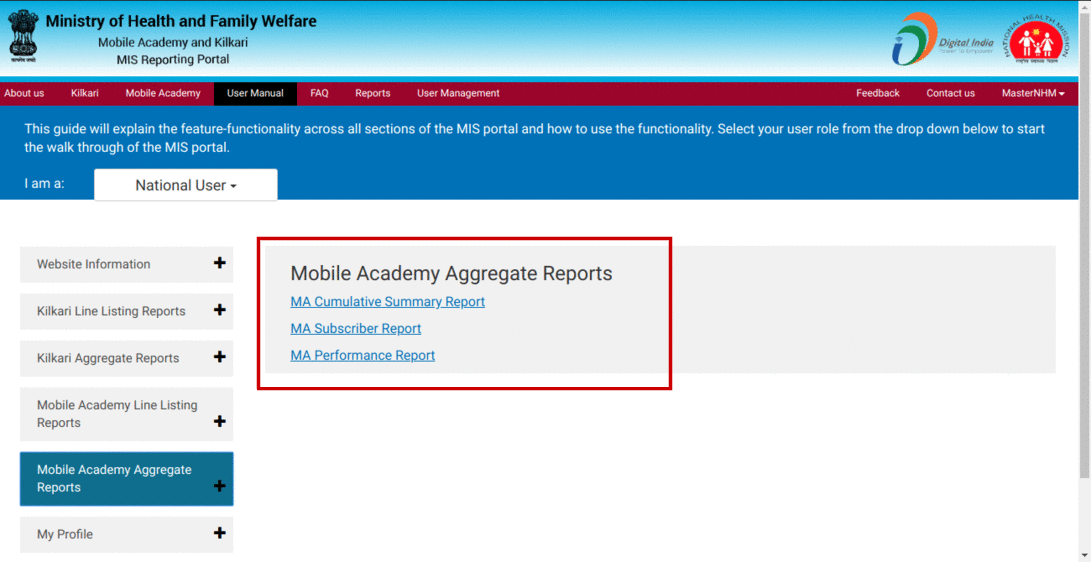 Ministry of Health and Family Welfare
Mobile Academy and Kilkari
MIS Reporting Portal
सत्यमेव जयते
Digital India
Power To Empower
NATIONAL HEALTH MISSION
About us Kilkari Mobile Academy User Manual FAQ Reports User Management Feedback Contact us MasterNHM
This guide will explain the feature-functionality across all sections of the MIS portal and how to use the functionality. Select your user role from the drop down below to start
the walk through of the MIS portal.
I am a: National User
Website Information
Kilkari Line Listing Reports
Kilkari Aggregate Reports
Mobile Academy Line Listing
Reports
Mobile Academy Aggregate
Reports
My Profile
Mobile Academy Aggregate Reports
MA Cumulative Summary Report
MA Subscriber Report
MA Performance Report